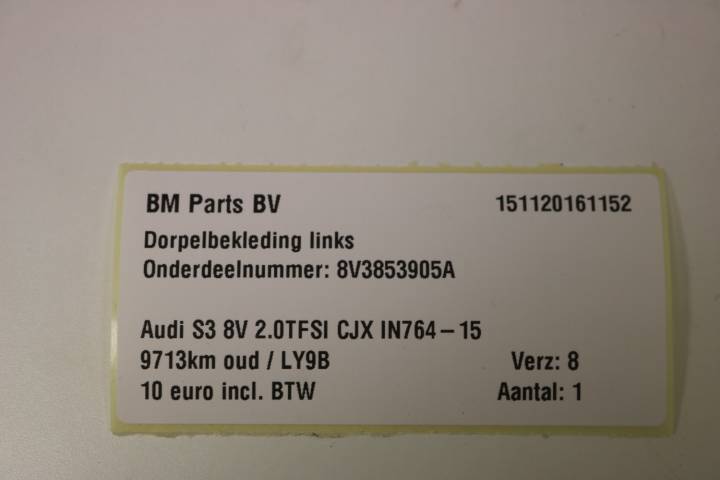 BM Parts BV 151120161152
Dorpelbekleding links
Onderdeelnummer: 8V3853905A
Audi S3 8V 2.0TFSI CJX IN764-15
9713km oud / LY9B Verz: 8
10 euro incl. BTW Aantal: 1